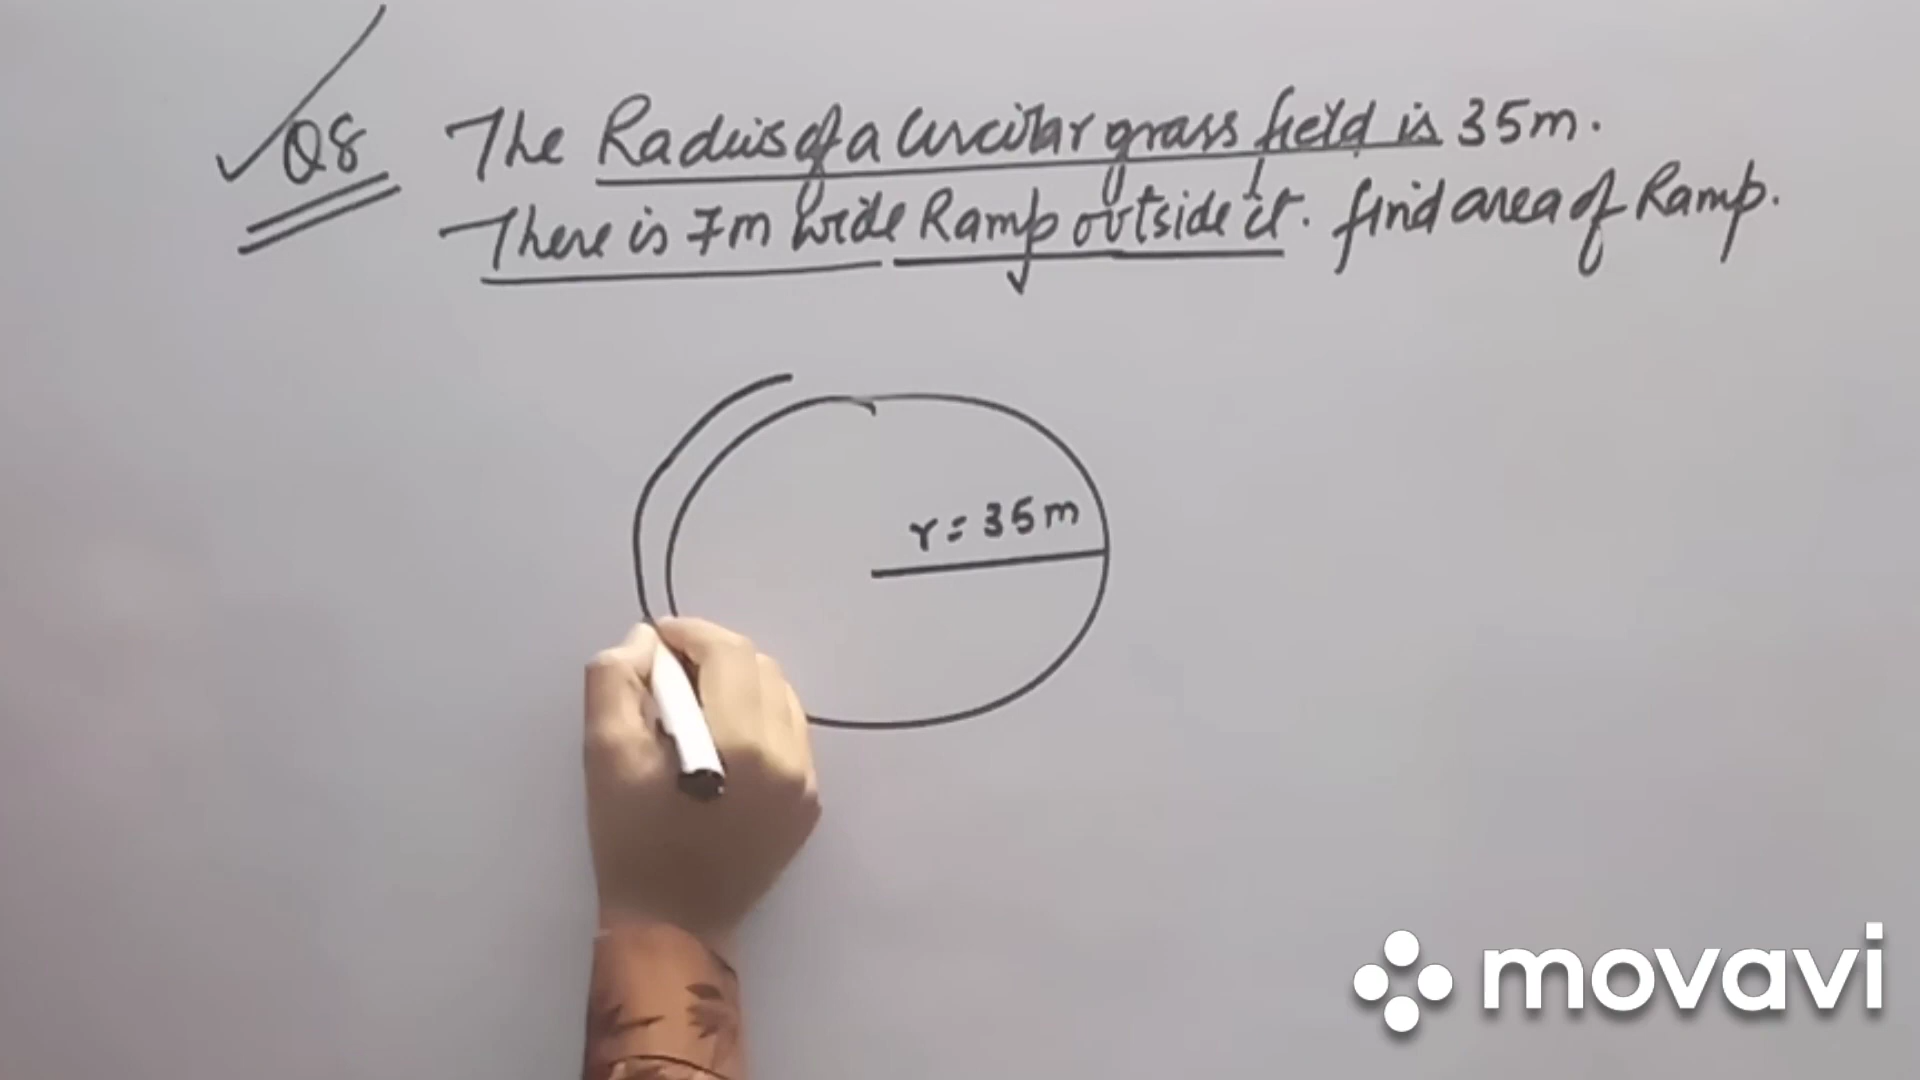 Q8 The Radius of a Circular grass field is 35m.
There is 7m wide Ramp outside it. find area of Ramp.
r = 35m
movavi